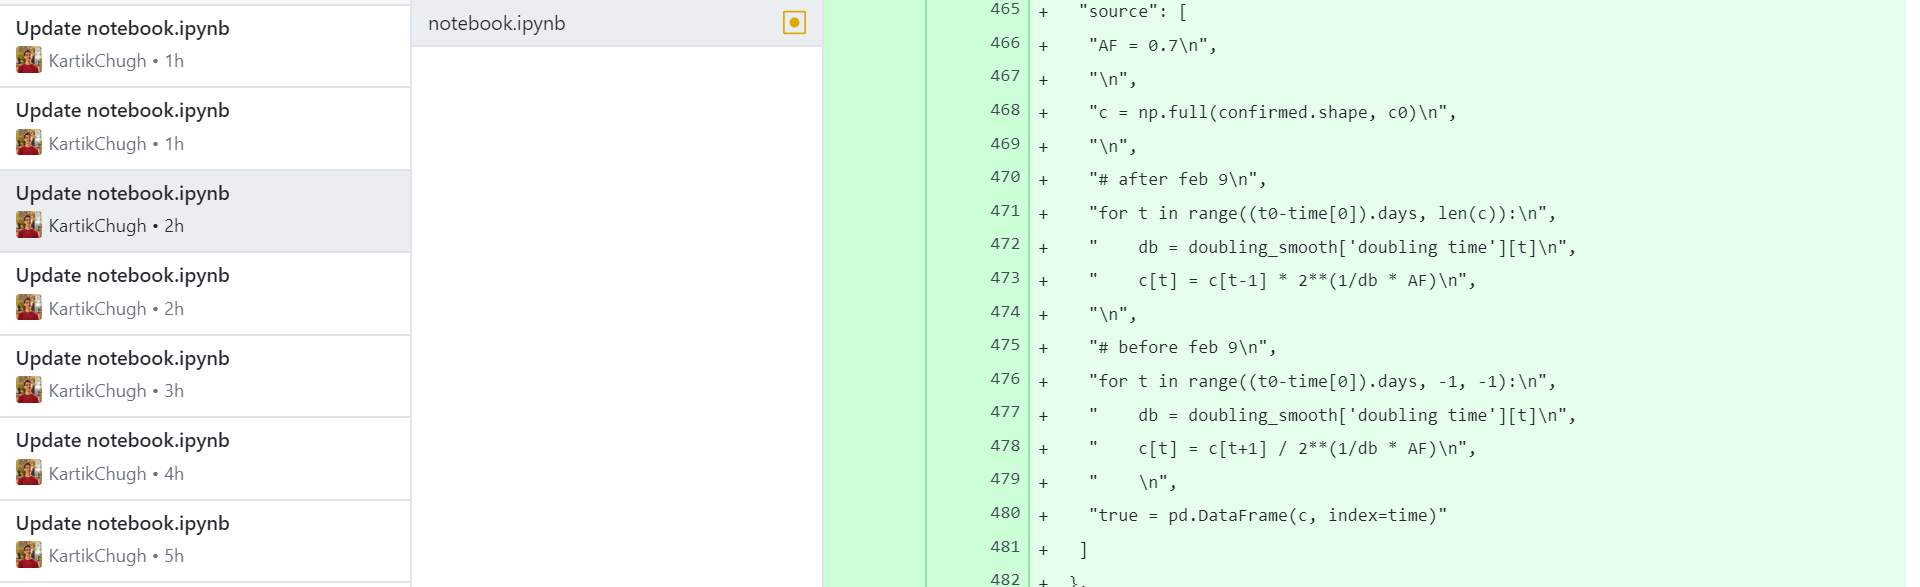 Update notebook.ipynb
KartikChugh • 1h
Update notebook.ipynb
KartikChugh • 1h
Update notebook.ipynb
KartikChugh • 2h
Update notebook.ipynb
KartikChugh • 2h
Update notebook.ipynb
KartikChugh • 3h
Update notebook.ipynb
KartikChugh • 4h
Update notebook.ipynb
KartikChugh • 5h
notebook.ipynb
465 + "source": [
466 + "AF = 0.7\n",
467 + "\n",
468 + "c = np.full(confirmed.shape, c0)\n",
469 + "\n",
470 + "# after feb 9\n",
471 + "for t in range((t0-time[0]).days, len(c)):\n",
472 + "    db = doubling_smooth['doubling time'][t]\n",
473 + "    c[t] = c[t-1] * 2**(1/db * AF)\n",
474 + "\n",
475 + "# before feb 9\n",
476 + "for t in range((t0-time[0]).days, -1, -1):\n",
477 + "    db = doubling_smooth['doubling time'][t]\n",
478 + "    c[t] = c[t+1] / 2**(1/db * AF)\n",
479 + "    \n",
480 + "true = pd.DataFrame(c, index=time)"
481 + ]
482 + },